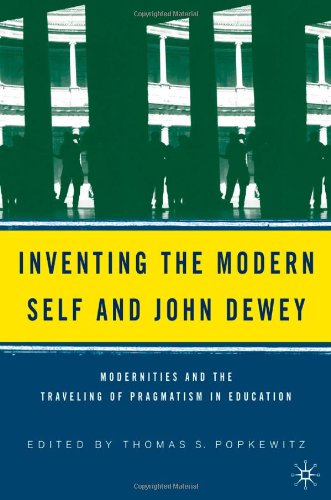 INVENTING THE MODERN
SELF AND JOHN DEWEY
MODERNITIES AND THE
TRAVELING OF PRAGMATISM IN EDUCATION
EDITED BY THOMAS S. POPKEWITZ